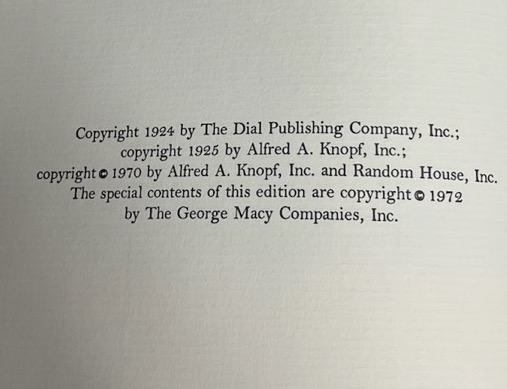 Copyright 1924 by The Dial Publishing Company, Inc.;
copyright 1925 by Alfred A. Knopf, Inc.;
copyright © 1970 by Alfred A. Knopf, Inc. and Random House, Inc.
The special contents of this edition are copyright © 1972
by The George Macy Companies, Inc.